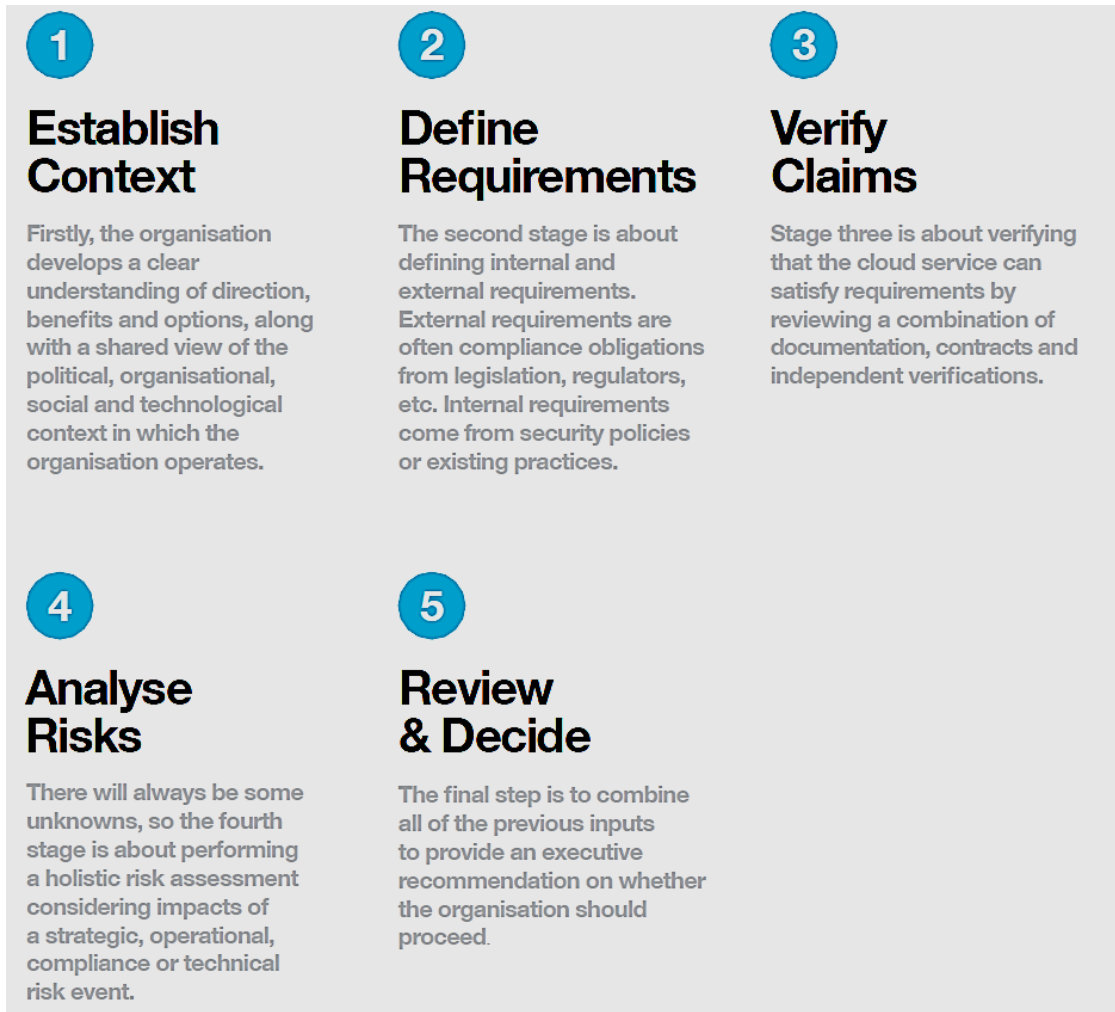 1
Establish
Context
Firstly, the organisation
develops a clear
understanding of direction,
benefits and options, along
with a shared view of the
political, organisational,
social and technological
context in which the
organisation operates.
2
Define
Requirements
The second stage is about
defining internal and
external requirements.
External requirements are
often compliance obligations
from legislation, regulators,
etc. Internal requirements
come from security policies
or existing practices.
3
Verify
Claims
Stage three is about verifying
that the cloud service can
satisfy requirements by
reviewing a combination of
documentation, contracts and
independent verifications.
4
Analyse
Risks
There will always be some
unknowns, so the fourth
stage is about performing
a holistic risk assessment
considering impacts of
a strategic, operational,
compliance or technical
risk event.
5
Review
& Decide
The final step is to combine
all of the previous inputs
to provide an executive
recommendation on whether
the organisation should
proceed.